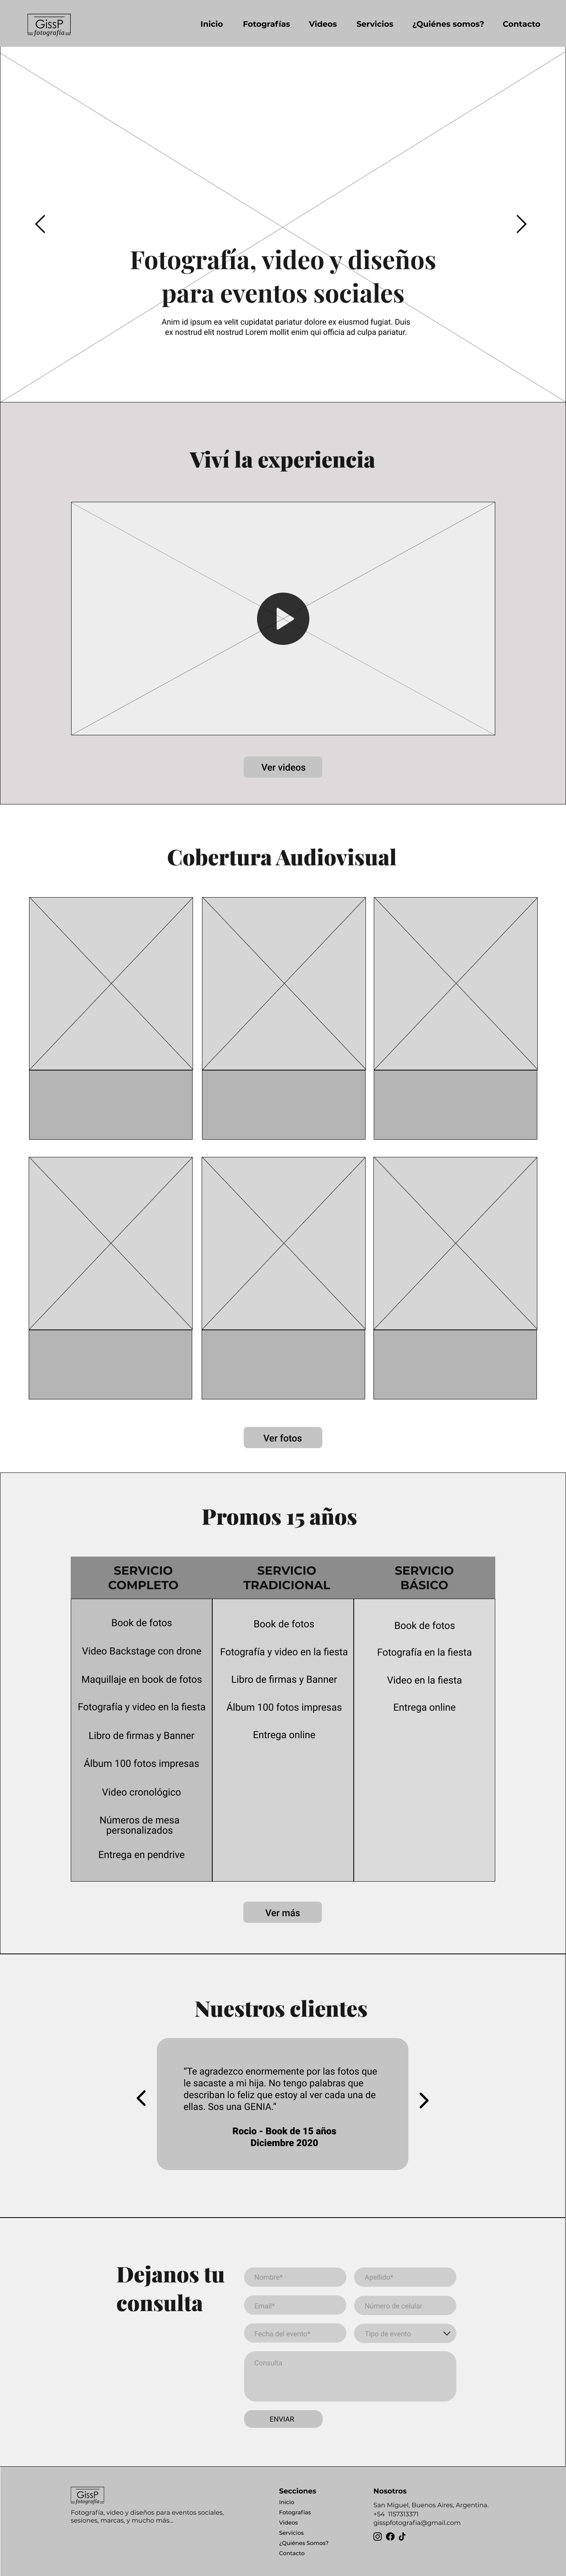 GissP
fotografía
Inicio
Fotografías
Videos
Servicios
¿Quiénes somos?
Contacto
Fotografía, video y diseños
para eventos sociales
Anim id ipsum ea velit cupidatat pariatur dolore ex eiusmod fugiat. Duis
ex nostrud elit nostrud Lorem mollit enim qui officia ad culpa pariatur.
Viví la experiencia
Ver videos
Cobertura Audiovisual
Ver fotos
Promos 15 años
SERVICIO
COMPLETO
Book de fotos
Video Backstage con drone
Maquillaje en book de fotos
Fotografía y video en la fiesta
Libro de firmas y Banner
Álbum 100 fotos impresas
Video cronológico
Números de mesa
personalizados
Entrega en pendrive
SERVICIO
TRADICIONAL
Book de fotos
Fotografía y video en la fiesta
Libro de firmas y Banner
Álbum 100 fotos impresas
Entrega online
SERVICIO
BÁSICO
Book de fotos
Fotografía en la fiesta
Video en la fiesta
Entrega online
Ver más
Nuestros clientes
"Te agradezco enormemente por las fotos que
le sacaste a mi hija. No tengo palabras que
describan lo feliz que estoy al ver cada una de
ellas. Sos una GENIA."
Rocio - Book de 15 años
Diciembre 2020
Dejanos tu
consulta
Nombre*
Apellido*
Email*
Número de celular
Fecha del evento*
Tipo de evento
Consulta
ENVIAR
GissP
fotografía
Fotografía, video y diseños para eventos sociales,
sesiones, marcas, y mucho más...
Secciones
Inicio
Fotografías
Videos
Servicios
¿Quiénes Somos?
Contacto
Nosotros
San Miguel, Buenos Aires, Argentina.
+54 1157313371
gisspfotografia@gmail.com